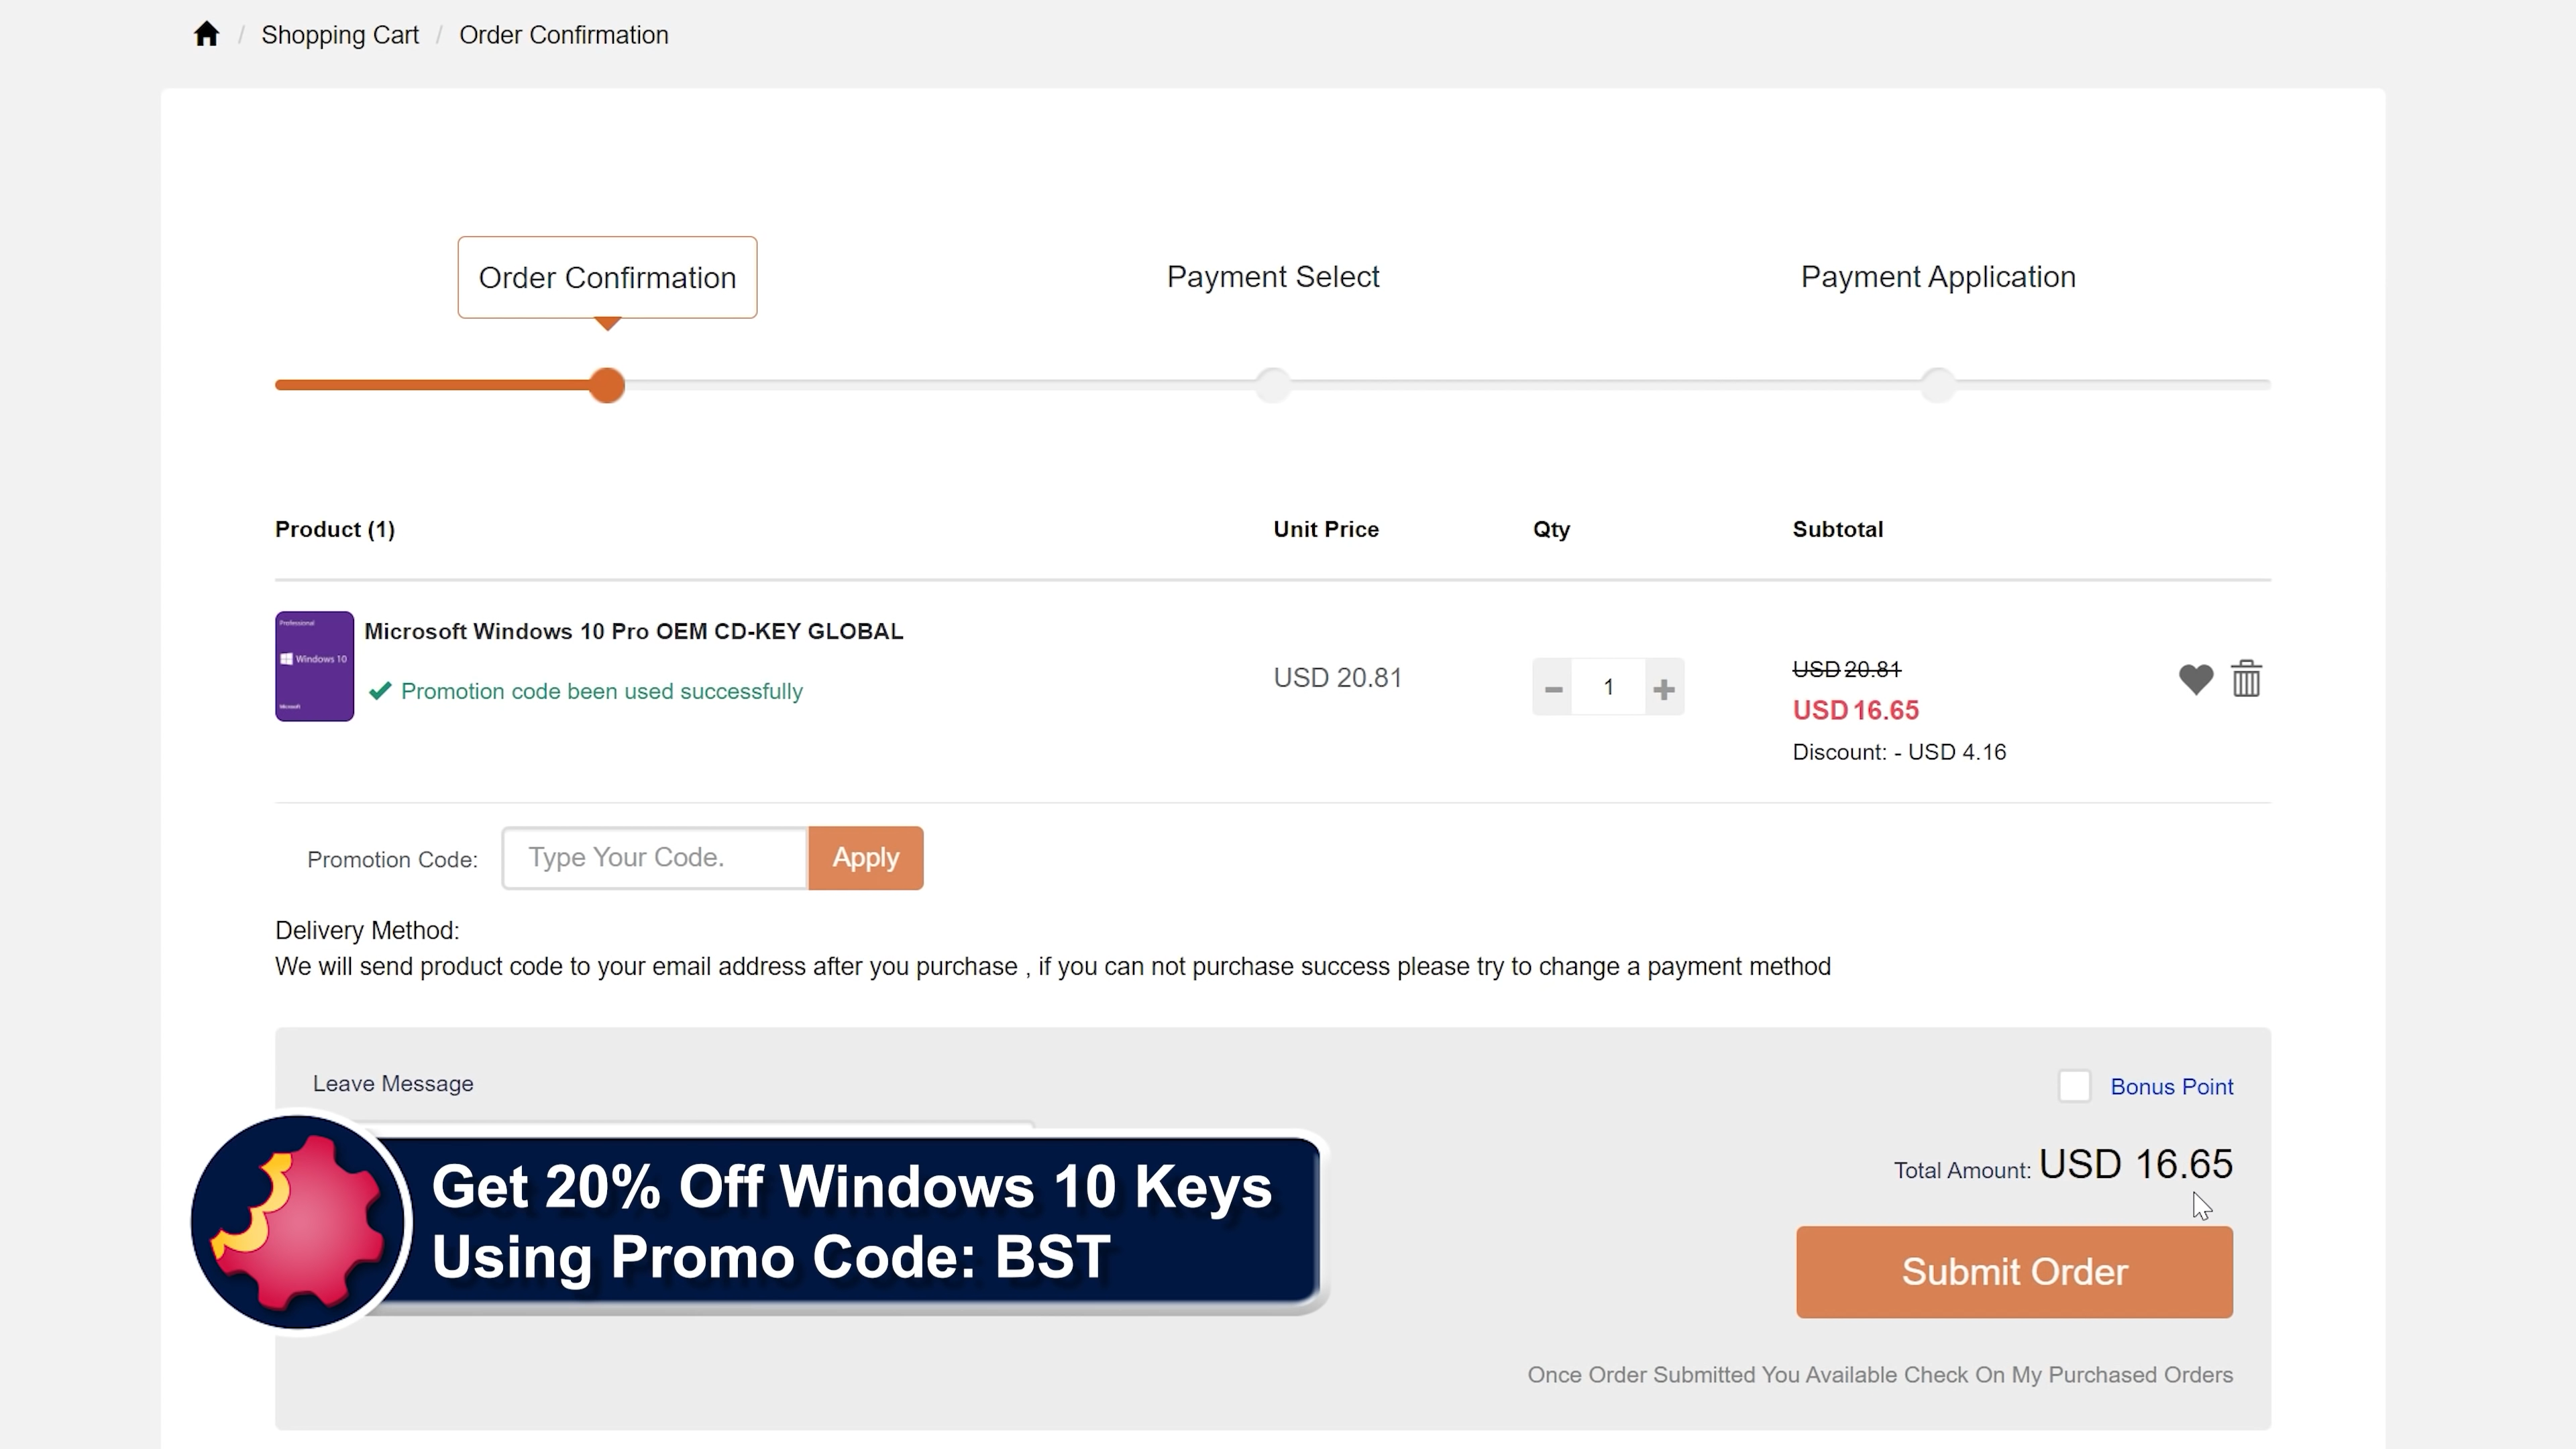 / Shopping Cart / Order Confirmation
Order Confirmation
Payment Select
Payment Application
Product (1)
Unit Price
Qty
Subtotal
Professional
Windows 10
Microsoft
Microsoft Windows 10 Pro OEM CD-KEY GLOBAL
Promotion code been used successfully
USD 20.81
1
USD 20.81
USD 16.65
Discount: - USD 4.16
Promotion Code:
Type Your Code.
Apply
Delivery Method:
We will send product code to your email address after you purchase , if you can not purchase success please try to change a payment method
Leave Message
Bonus Point
Total Amount: USD 16.65
Get 20% Off Windows 10 Keys
Using Promo Code: BST
Submit Order
Once Order Submitted You Available Check On My Purchased Orders